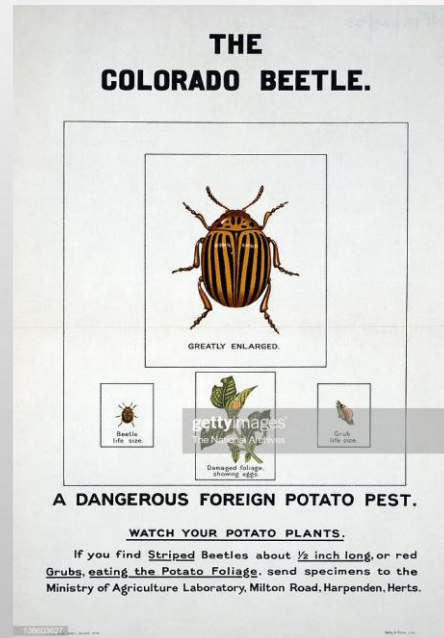 THE
COLORADO BEETLE.
GREATLY ENLARGED.
Beetle
life size.
Grub
life size.
gettyimages
The National Archives
Damaged foliage,
showing eggs.
A DANGEROUS FOREIGN POTATO PEST.
WATCH YOUR POTATO PLANTS.
If you find Striped Beetles about ½ inch long, or red
Grubs, eating the Potato Foliage, send specimens to the
Ministry of Agriculture Laboratory, Milton Road, Harpenden, Herts.